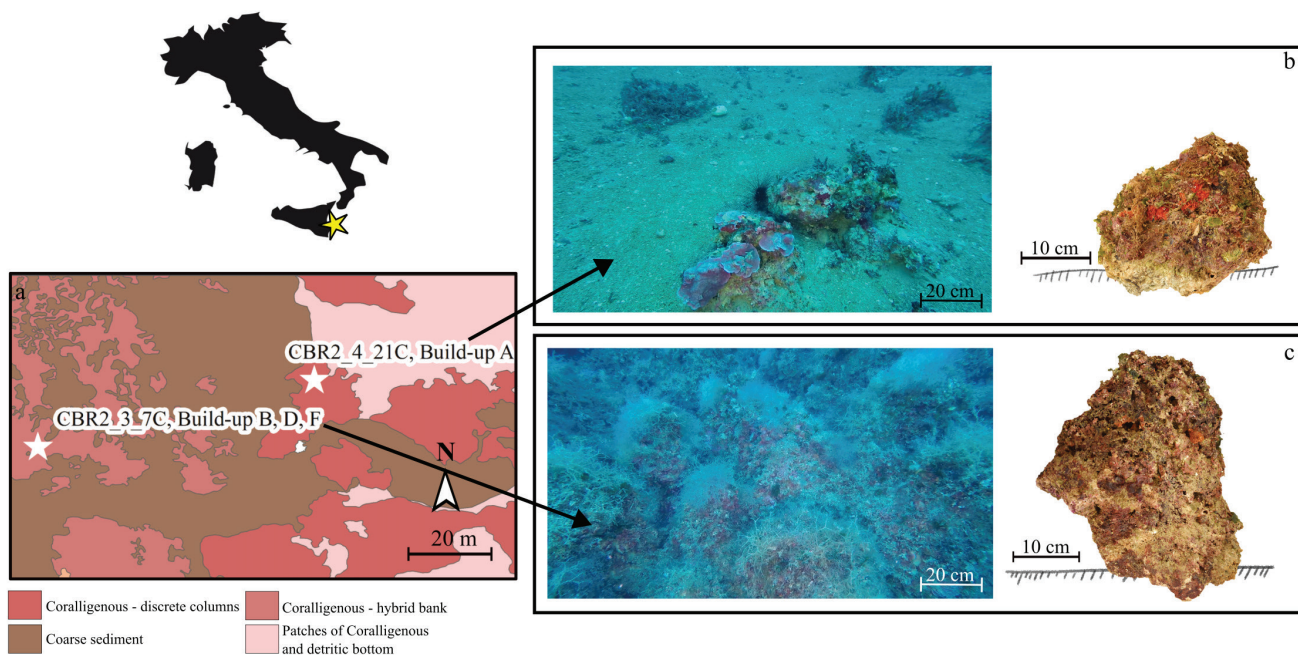 a
CBR2_4_21C, Build-up A
CBR2_3_7C, Build-up B, D, F
N
20 m
Coralligenous - discrete columns
Coralligenous - hybrid bank
Coarse sediment
Patches of Coralligenous
and detritic bottom
b
20 cm
10 cm
c
20 cm
10 cm